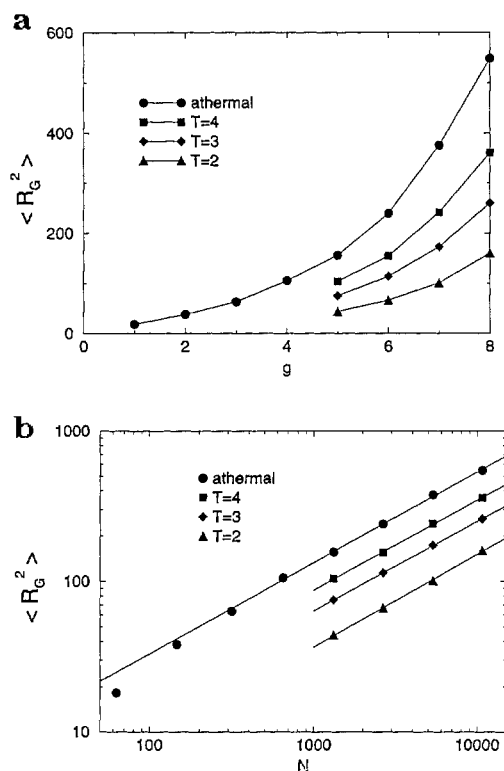 a
600
400
200
0
< R_G^2 >
athermal
T=4
T=3
T=2
0 2 4 6 8
g
b
1000
100
10
< R_G^2 >
athermal
T=4
T=3
T=2
100 1000 10000
N